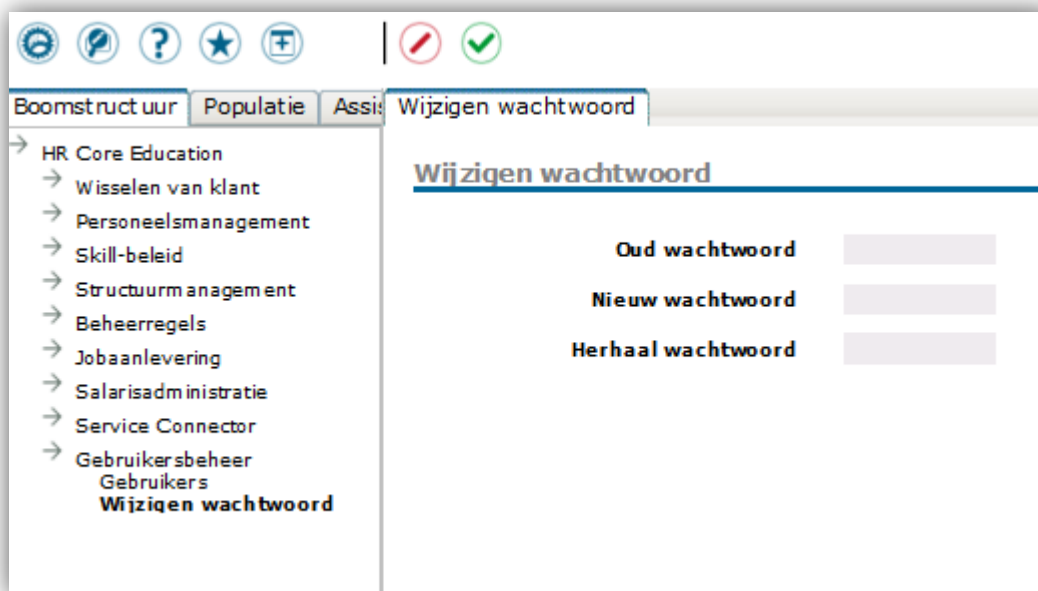 Boomstructuur Populatie Assi Wijzigen wachtwoord
HR Core Education
Wisselen van klant
Personeelsmanagement
Skill-beleid
Structuurmanagement
Beheerregels
Jobaanlevering
Salarisadministratie
Service Connector
Gebruikersbeheer
Gebruikers
Wijzigen wachtwoord
Wijzigen wachtwoord
Oud wachtwoord
Nieuw wachtwoord
Herhaal wachtwoord